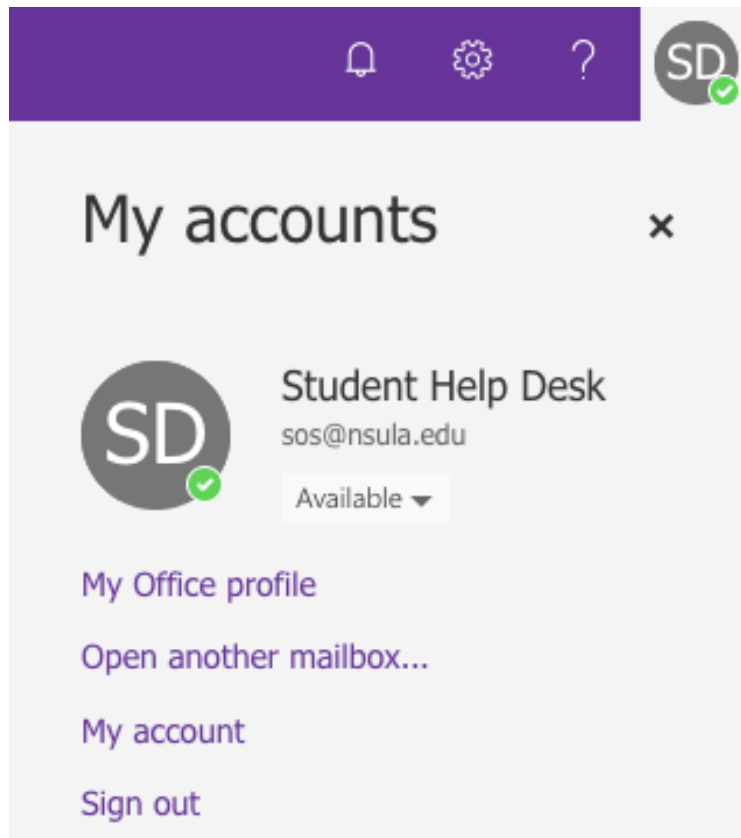 SD
My accounts
SD
Student Help Desk
sos@nsula.edu
Available
My Office profile
Open another mailbox...
My account
Sign out